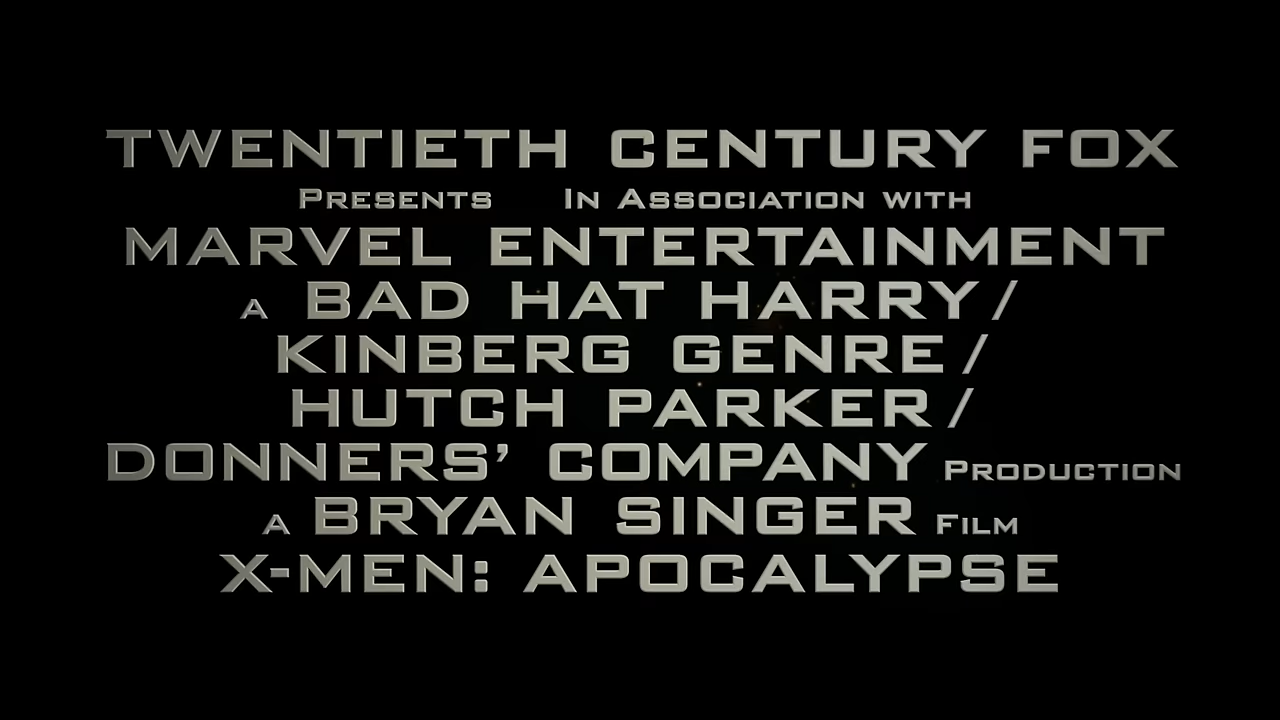 TWENTIETH CENTURY FOX
PRESENTS IN ASSOCIATION WITH
MARVEL ENTERTAINMENT
A BAD HAT HARRY/
KINBERG GENRE/
HUTCH PARKER/
DONNERS’ COMPANY PRODUCTION
A BRYAN SINGER FILM
X-MEN: APOCALYPSE